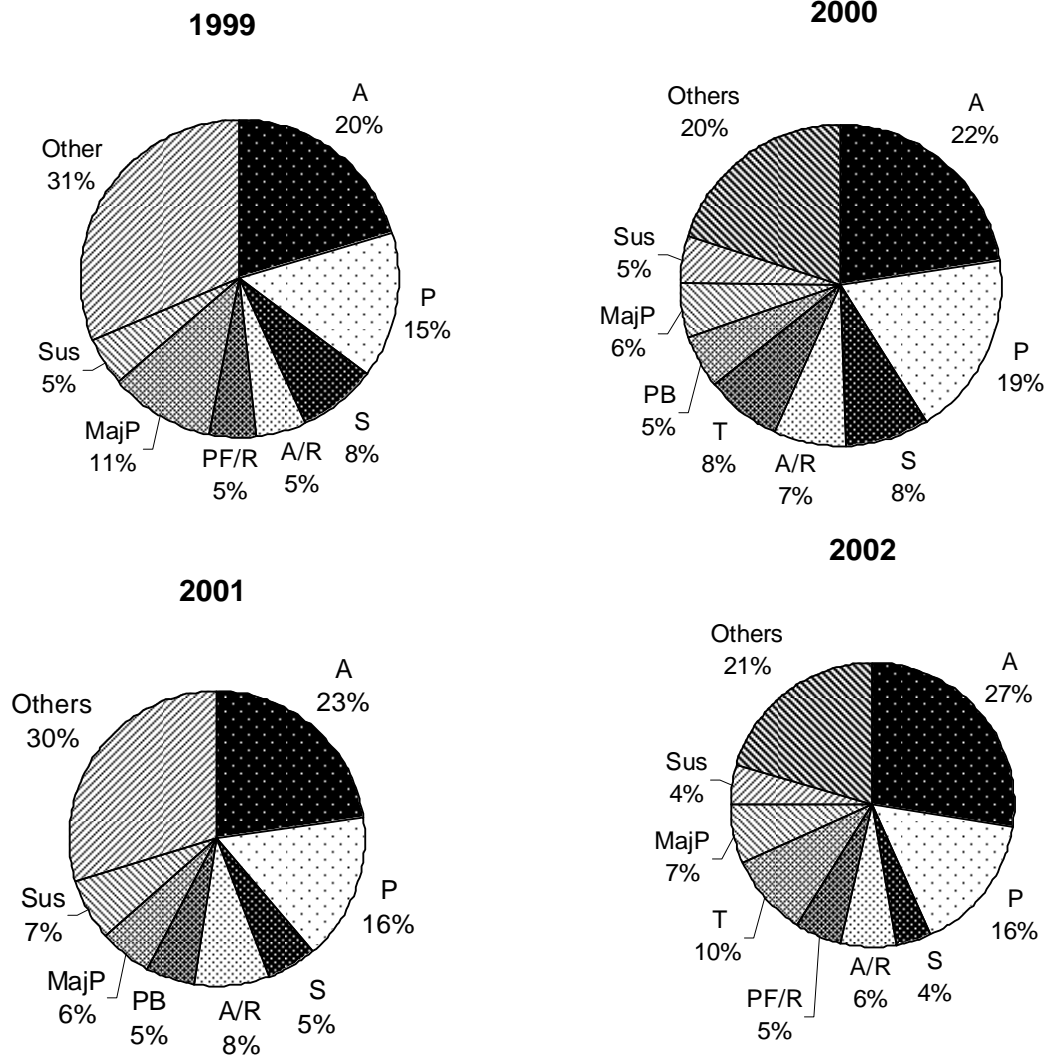 1999
A
20%
P
15%
S
8%
A/R
5%
PF/R
5%
MajP
11%
Sus
5%
Other
31%
2000
A
22%
P
19%
S
8%
A/R
7%
T
8%
PB
5%
MajP
6%
Sus
5%
Others
20%
2001
A
23%
P
16%
S
5%
A/R
8%
PB
5%
MajP
6%
Sus
7%
Others
30%
2002
A
27%
P
16%
S
4%
A/R
6%
PF/R
5%
T
10%
MajP
7%
Sus
4%
Others
21%